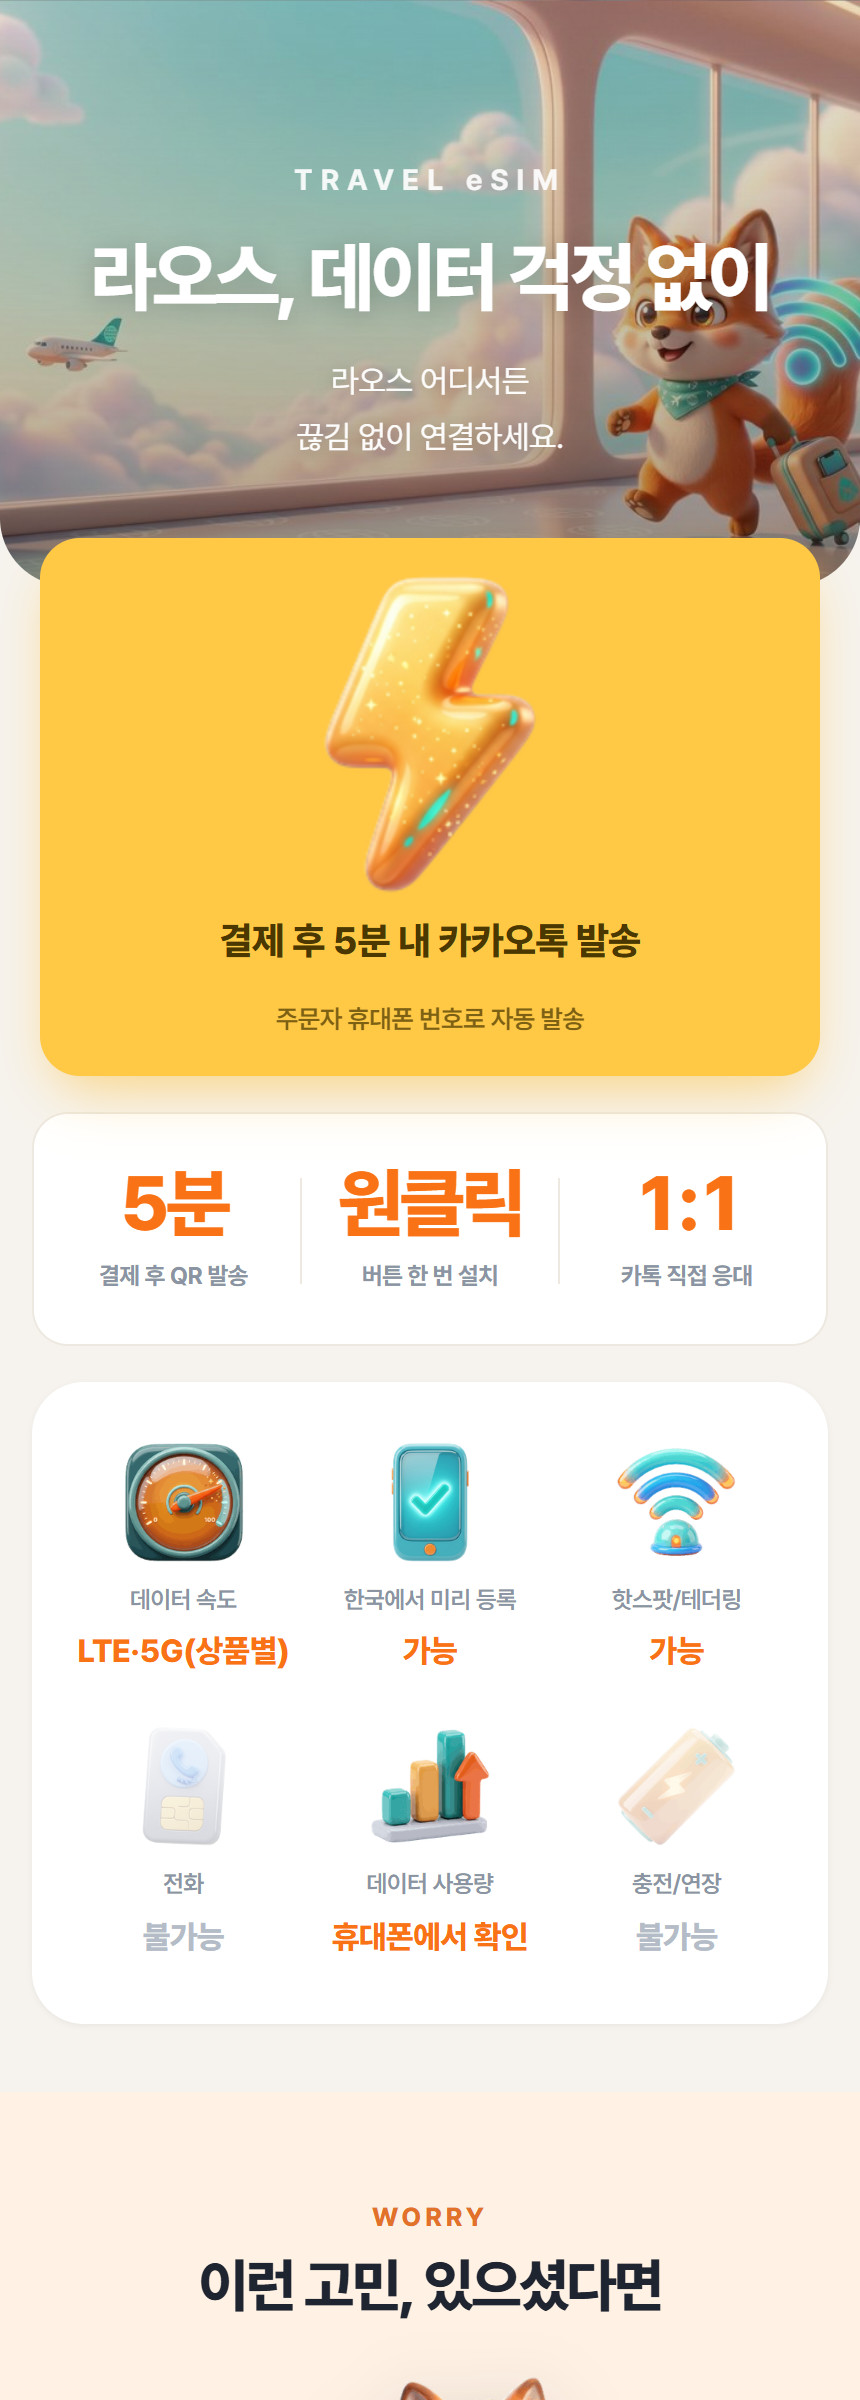 TRAVEL eSIM
라오스, 데이터 걱정 없이
라오스 어디서든
끊김 없이 연결하세요.
결제 후 5분 내 카카오톡 발송
주문자 휴대폰 번호로 자동 발송
5분
결제 후 QR 발송
원클릭
버튼 한 번 설치
1:1
카톡 직접 응대
0 100
데이터 속도
LTE·5G(상품별)
한국에서 미리 등록
가능
핫스팟/테더링
가능
전화
불가능
데이터 사용량
휴대폰에서 확인
충전/연장
불가능
WORRY
이런 고민, 있으셨다면